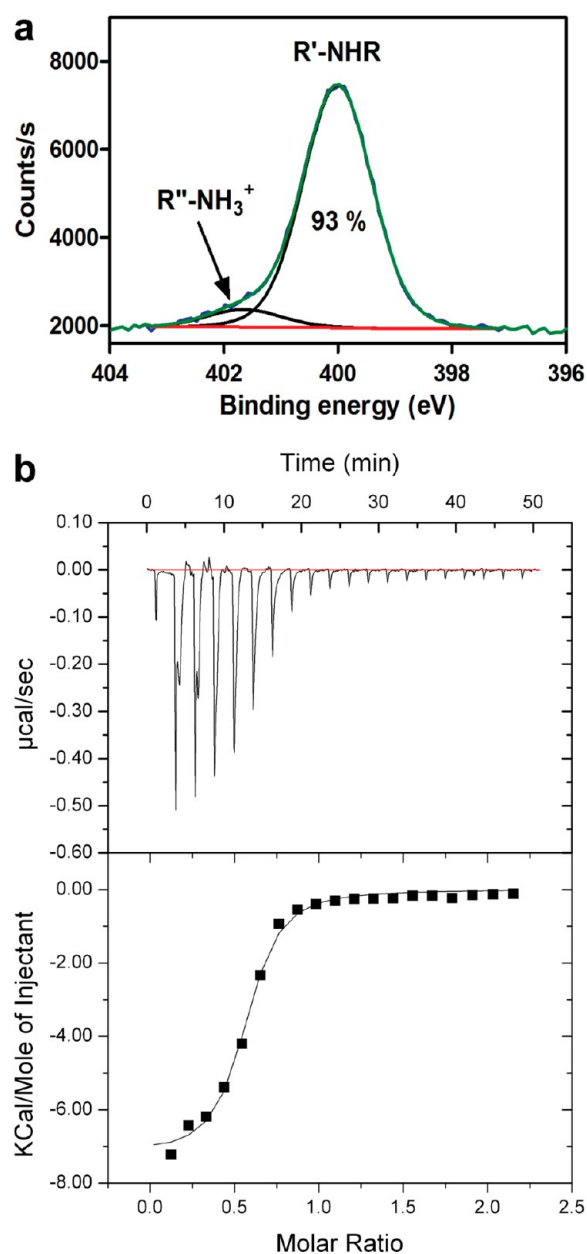 a
8000
6000
4000
2000
Counts/s
R'-NHR
R"-NH3+
93 %
404 402 400 398 396
Binding energy (eV)
b
Time (min)
0 10 20 30 40 50
0.10
0.00
-0.10
-0.20
-0.30
-0.40
-0.50
-0.60
µcal/sec
0.00
-2.00
-4.00
-6.00
-8.00
KCal/Mole of Injectant
0.0 0.5 1.0 1.5 2.0 2.5
Molar Ratio